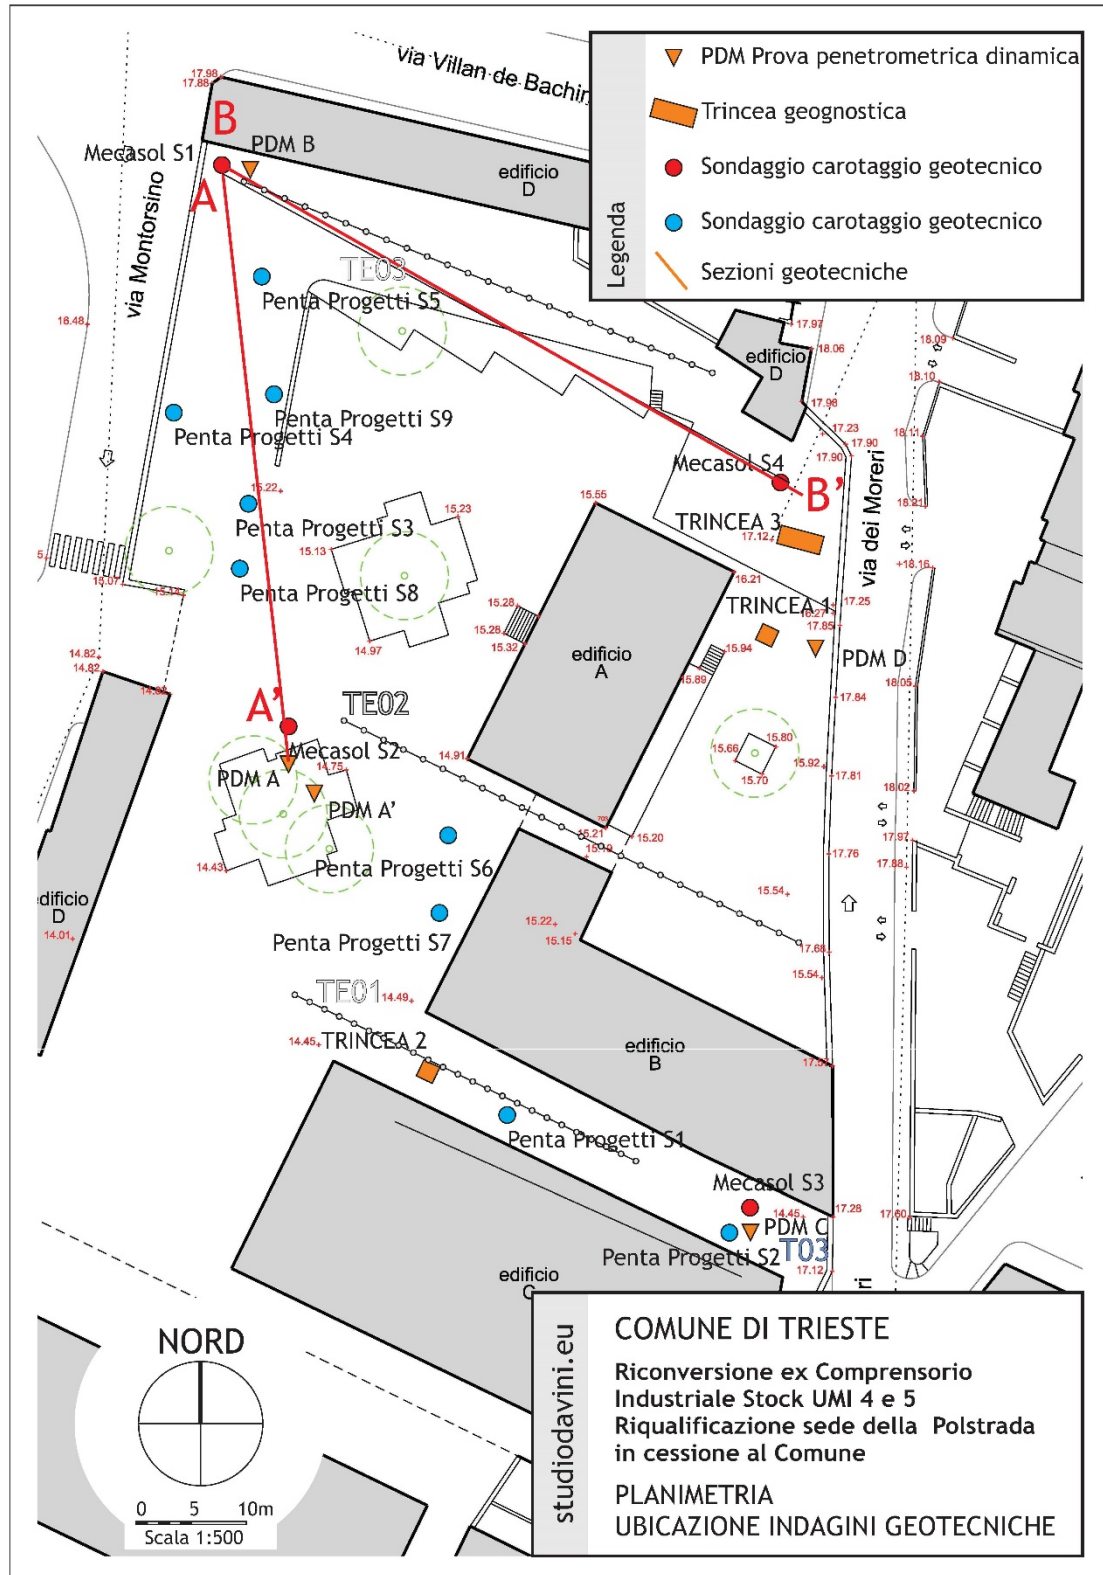 via Villan de Bachin
17.98
17.88
B
Mecasol S1
PDM B
A
edificio
D
via Montorsino
TE03
Penta Progetti S5
16.48
Penta Progetti S9
Penta Progetti S4
15.22
Penta Progetti S3
Penta Progetti S8
15.23
15.13
15.07
15.14
14.97
14.82
14.82
15.28
15.28
15.32
A'
TE02
Mecasol S2
PDM A
14.75
PDM A'
14.43
14.91
Penta Progetti S6
Penta Progetti S7
edificio
D
14.01
TE01
14.49
14.45
TRINCEA 2
Penta Progetti S1
Legenda
PDM Prova penetrometrica dinamica
Trincea geognostica
Sondaggio carotaggio geotecnico
Sondaggio carotaggio geotecnico
Sezioni geotecniche
17.97
18.06
edificio
D
17.98
17.23
17.90
17.90
18.09
18.10
18.11
18.21
18.16
Mecasol S4
B'
TRINCEA 3
17.12
via dei Moreri
15.55
16.21
TRINCEA 1
17.25
16.27
17.85
PDM D
edificio
A
15.94
15.89
17.84
18.05
15.80
15.66
15.70
15.92
17.81
18.02
15.21
15.19
15.20
17.76
17.97
17.88
15.54
15.22
15.15
17.68
15.54
edificio
B
17.57
Mecasol S3
14.45
17.28
17.60
PDM C
T03
Penta Progetti S2
17.12
edificio
C
NORD
0 5 10m
Scala 1:500
studiodavini.eu
COMUNE DI TRIESTE
Riconversione ex Comprensorio
Industriale Stock UMI 4 e 5
Riqualificazione sede della Polstrada
in cessione al Comune
PLANIMETRIA
UBICAZIONE INDAGINI GEOTECNICHE